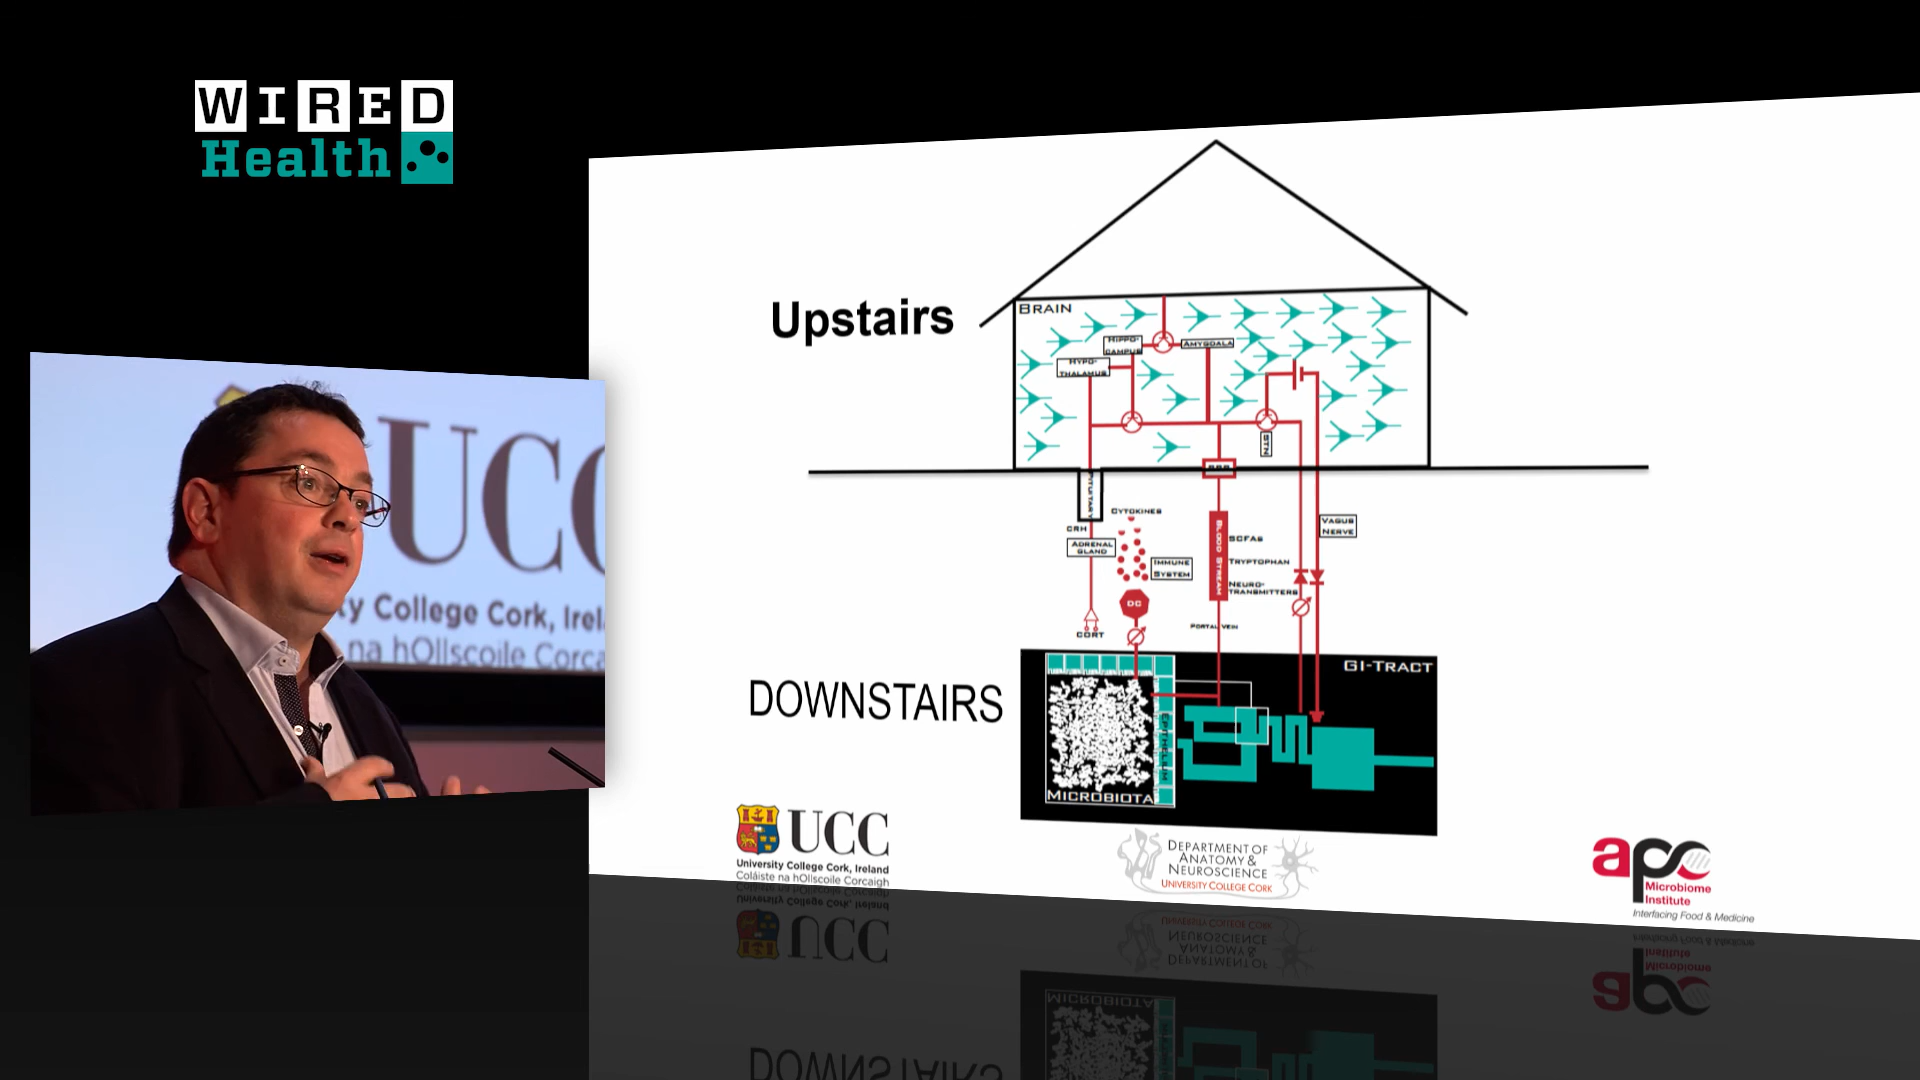 WIRED
Health
UCC
ty College Cork, Irel
na hOllscoile Corca
Upstairs
BRAIN
HIPPO-
CAMPUS
AMYGDALA
HYPO-
THALAMUS
STN
PITUITARY
CYTOKINES
CRH
ADRENAL
GLAND
IMMUNE
SYSTEM
BLOOD STREAM
SCFAS
TRYPTOPHAN
NEURO-
TRANSMITTERS
VAGUS
NERVE
DC
CORT
PORTAL VEIN
DOWNSTAIRS
GI-TRACT
EPITHELIUM
MICROBIOTA
UCC
University College Cork, Ireland
Coláiste na hOllscoile Corcaigh
DEPARTMENT OF
ANATOMY &
NEUROSCIENCE
UNIVERSITY COLLEGE CORK
apc
Microbiome
Institute
Interfacing Food & Medicine